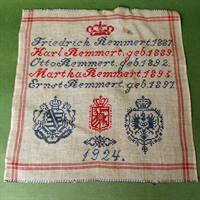 Friedrich Remmert. 1887.
Karl Remmert. geb. 1889.
Otto Remmert. geb. 1892.
Martha Remmert. 1895.
Ernst Remmert. geb. 1897.
1924.